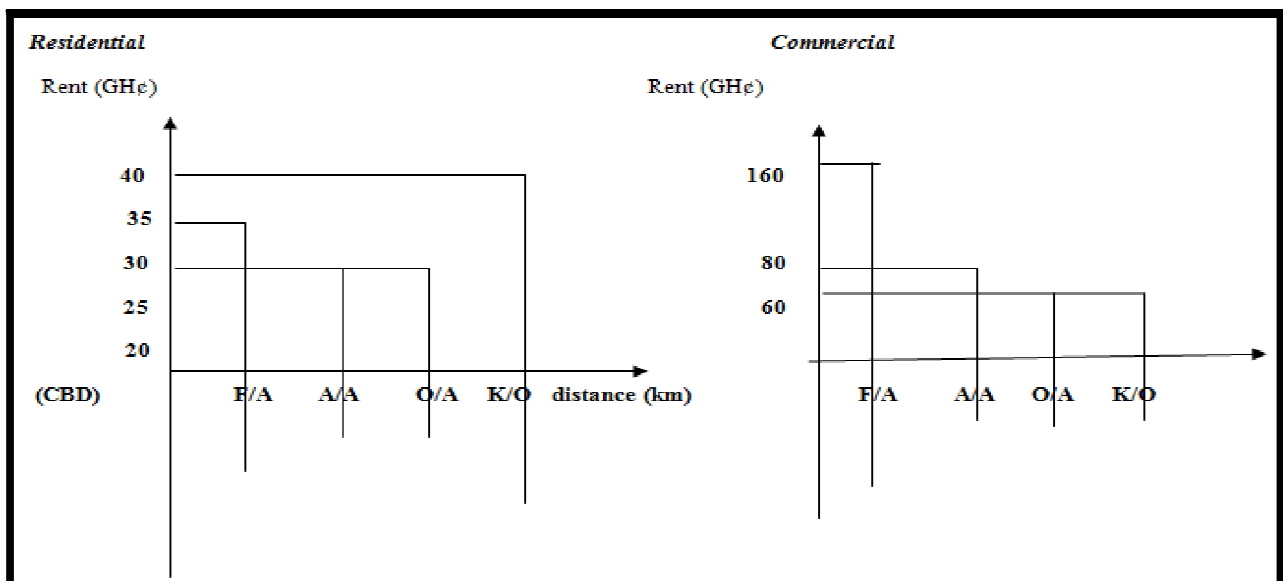 Residential
Rent (GH¢)
40
35
30
25
20
(CBD) F/A A/A O/A K/O distance (km)
Commercial
Rent (GH¢)
160
80
60
F/A A/A O/A K/O